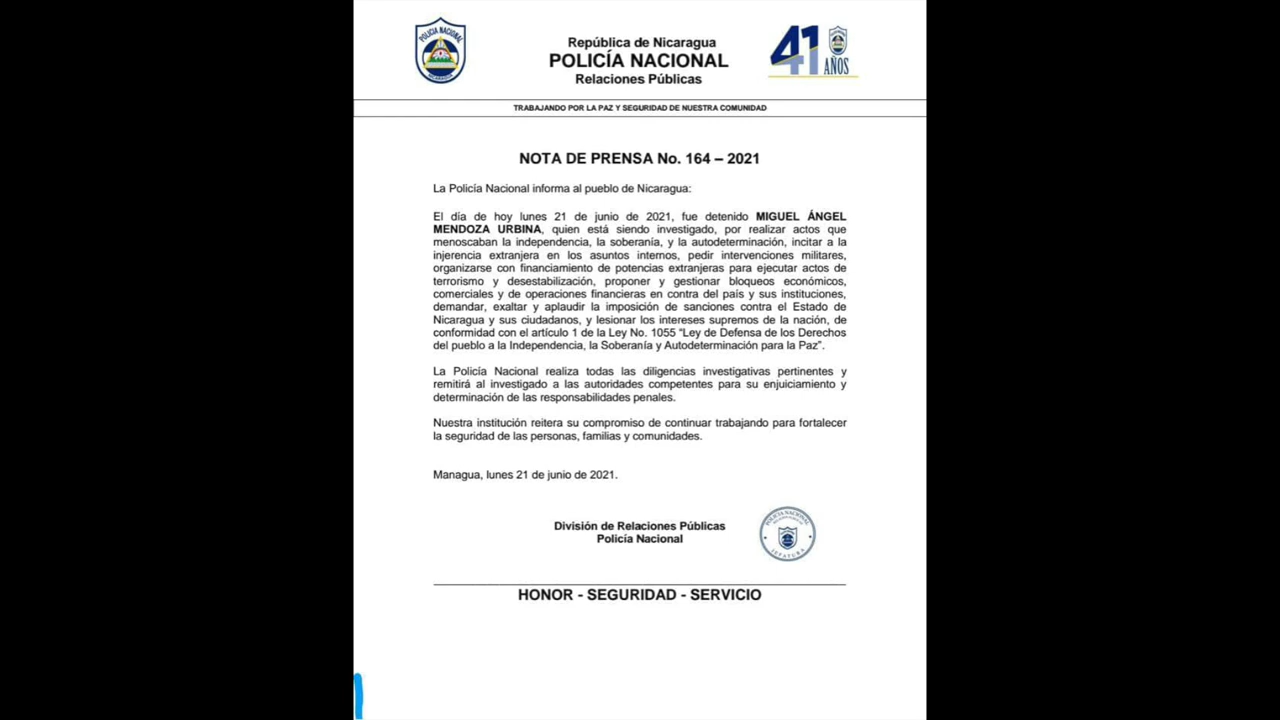 POLICIA NACIONAL
NICARAGUA
República de Nicaragua
POLICÍA NACIONAL
Relaciones Públicas
41 AÑOS
TRABAJANDO POR LA PAZ Y SEGURIDAD DE NUESTRA COMUNIDAD
NOTA DE PRENSA No. 164 – 2021
La Policía Nacional informa al pueblo de Nicaragua:
El día de hoy lunes 21 de junio de 2021, fue detenido MIGUEL ÁNGEL
MENDOZA URBINA, quien está siendo investigado, por realizar actos que
menoscaban la independencia, la soberanía, y la autodeterminación, incitar a la
injerencia extranjera en los asuntos internos, pedir intervenciones militares,
organizarse con financiamiento de potencias extranjeras para ejecutar actos de
terrorismo y desestabilización, proponer y gestionar bloqueos económicos,
comerciales y de operaciones financieras en contra del país y sus instituciones,
demandar, exaltar y aplaudir la imposición de sanciones contra el Estado de
Nicaragua y sus ciudadanos, y lesionar los intereses supremos de la nación, de
conformidad con el artículo 1 de la Ley No. 1055 “Ley de Defensa de los Derechos
del pueblo a la Independencia, la Soberanía y Autodeterminación para la Paz”.
La Policía Nacional realiza todas las diligencias investigativas pertinentes y
remitirá al investigado a las autoridades competentes para su enjuiciamiento y
determinación de las responsabilidades penales.
Nuestra institución reitera su compromiso de continuar trabajando para fortalecer
la seguridad de las personas, familias y comunidades.
Managua, lunes 21 de junio de 2021.
División de Relaciones Públicas
Policía Nacional
POLICIA NACIONAL
JEFATURA
HONOR - SEGURIDAD - SERVICIO